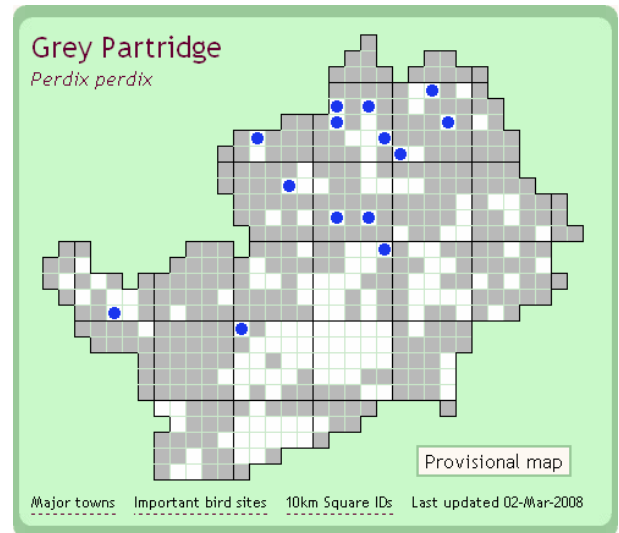 Grey Partridge
Perdix perdix
Provisional map
Major towns Important bird sites 10km Square IDs Last updated 02-Mar-2008